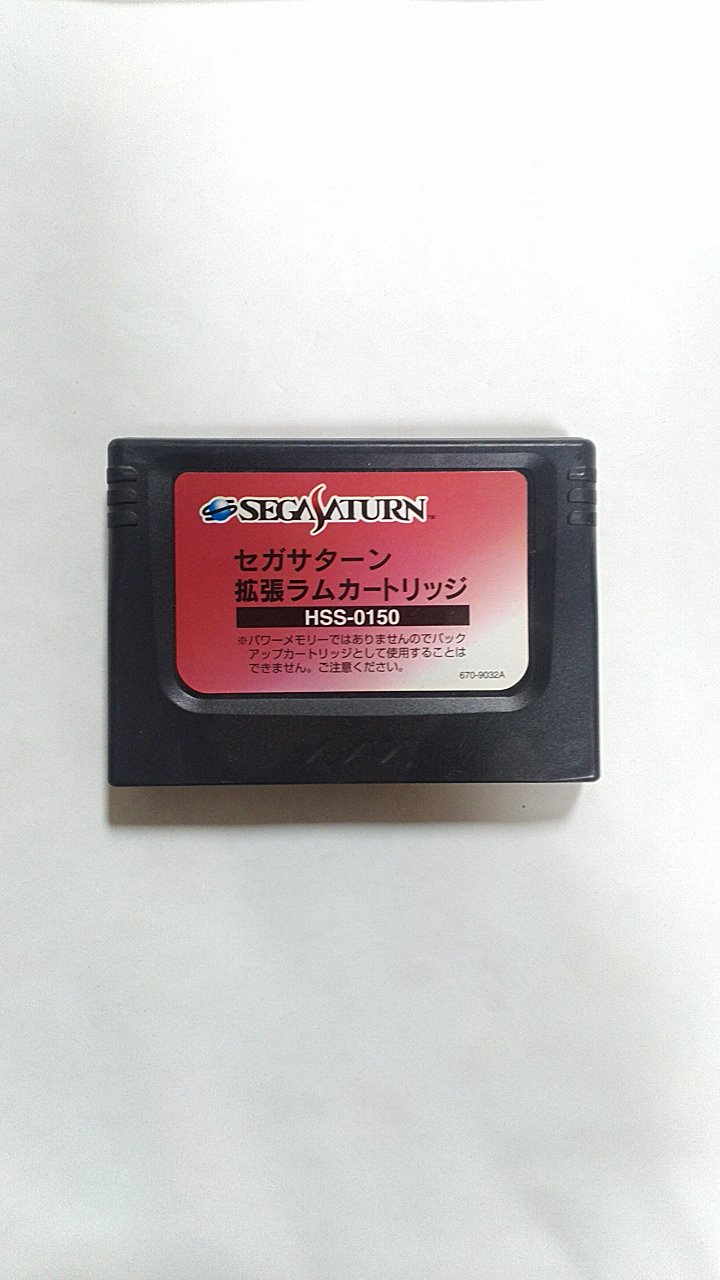 SEGA SATURN™
セガサターン
拡張ラムカートリッジ
HSS-0150
※パワーメモリーではありませんのでバック
アップカートリッジとして使用することは
できません。ご注意ください。
670-9032A